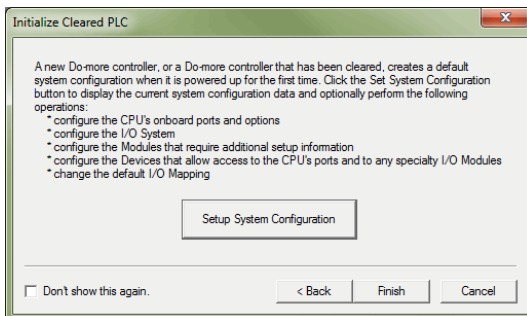 Initialize Cleared PLC
A new Do-more controller, or a Do-more controller that has been cleared, creates a default
system configuration when it is powered up for the first time. Click the Set System Configuration
button to display the current system configuration data and optionally perform the following
operations:
* configure the CPU's onboard ports and options
* configure the I/O System
* configure the Modules that require additional setup information
* configure the Devices that allow access to the CPU's ports and to any specialty I/O Modules
* change the default I/O Mapping
Setup System Configuration
Don't show this again.
< Back
Finish
Cancel